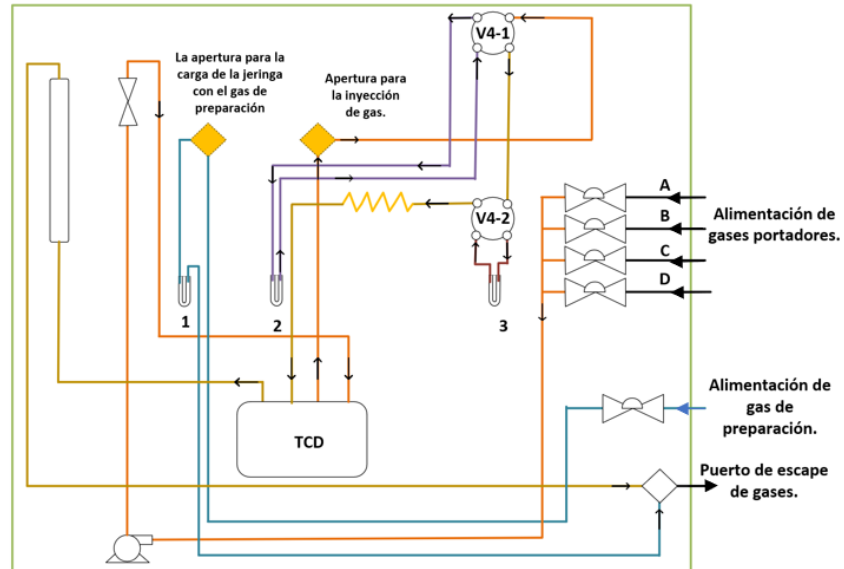 La apertura para la
carga de la jeringa
con el gas de
preparación
Apertura para
la inyección
de gas.
V4-1
V4-2
A
B
C
D
Alimentación de
gases portadores.
1
2
3
TCD
Alimentación de
gas de
preparación.
Puerto de escape
de gases.